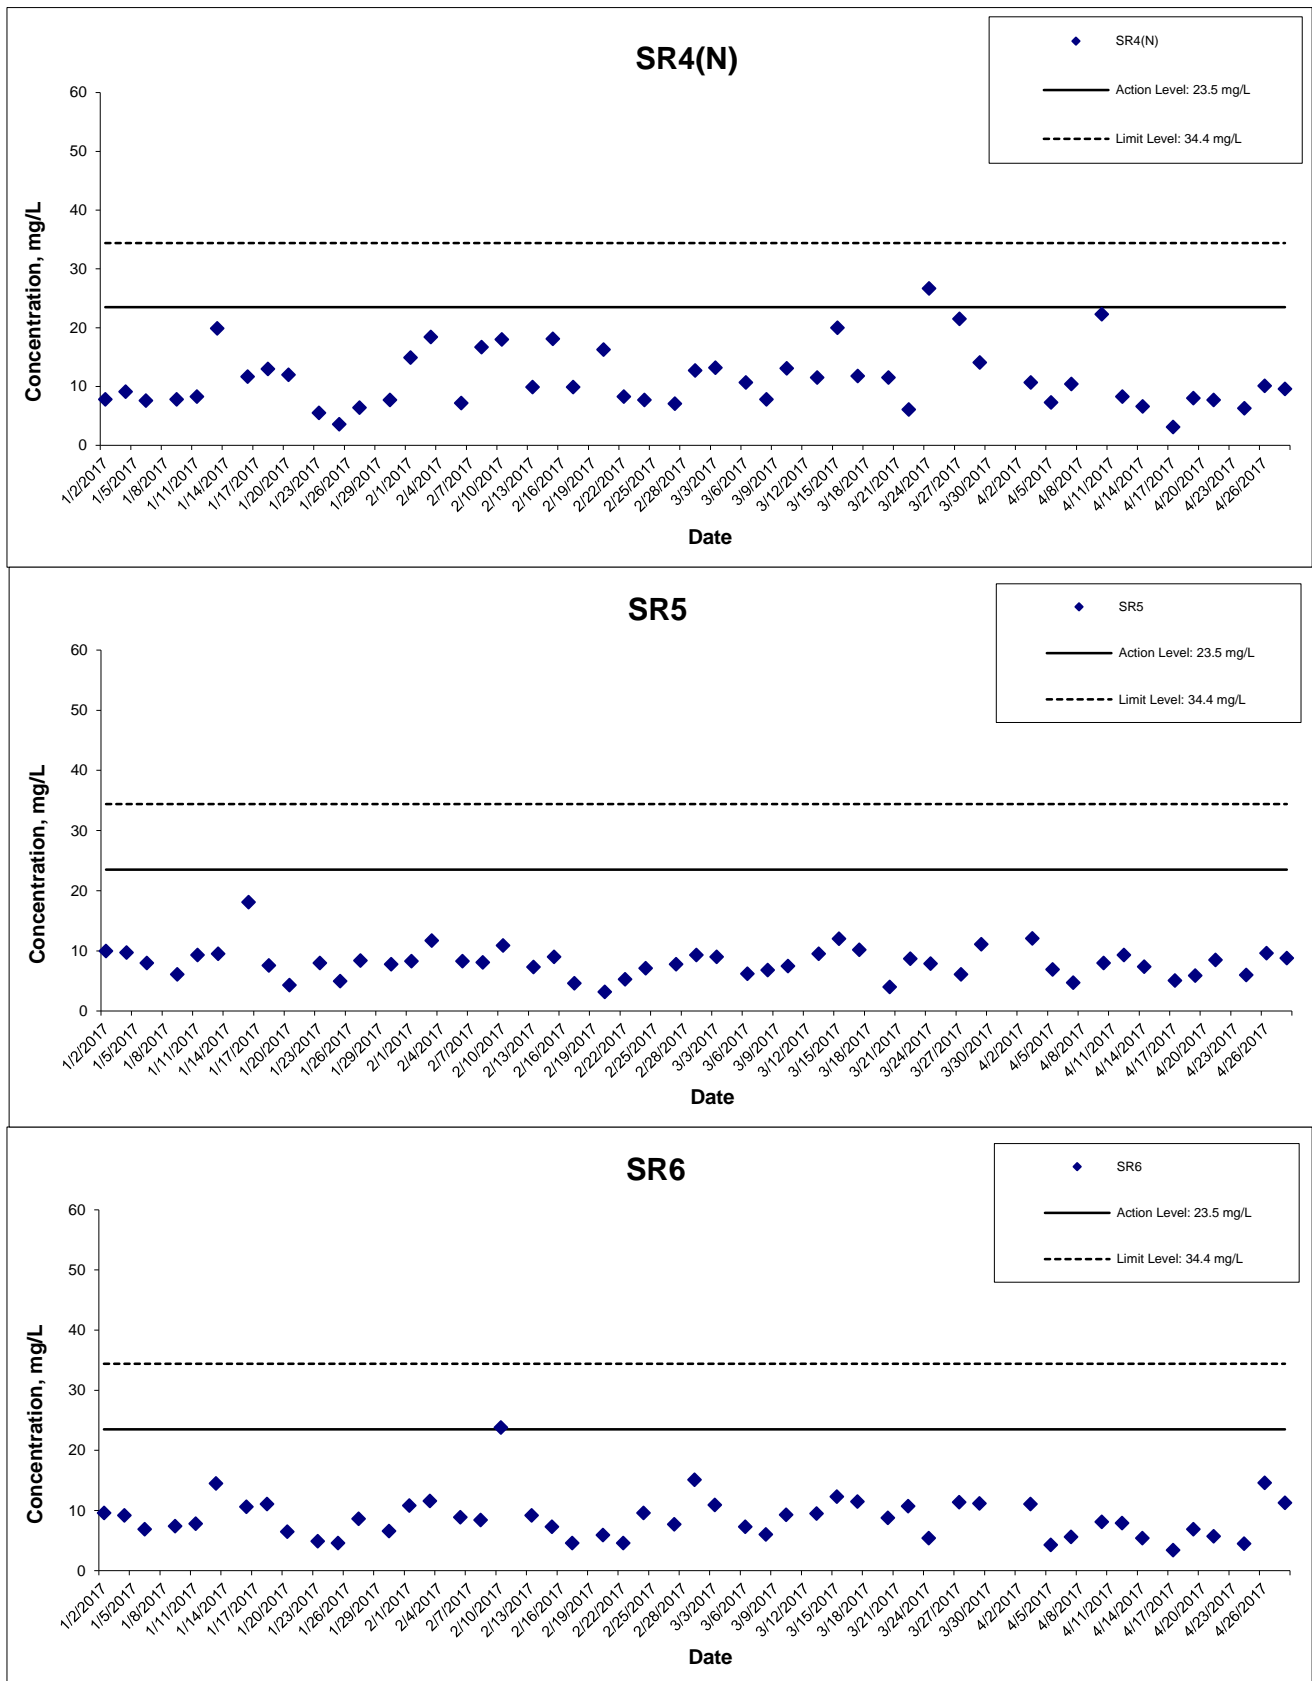 SR4(N)
SR4(N)
Action Level: 23.5 mg/L
Limit Level: 34.4 mg/L
Concentration, mg/L
60
50
40
30
20
10
0
1/2/2017 1/5/2017 1/8/2017 1/11/2017 1/14/2017 1/17/2017 1/20/2017 1/23/2017 1/26/2017 1/29/2017 2/1/2017 2/4/2017 2/7/2017 2/10/2017 2/13/2017 2/16/2017 2/19/2017 2/22/2017 2/25/2017 2/28/2017 3/3/2017 3/6/2017 3/9/2017 3/12/2017 3/15/2017 3/18/2017 3/21/2017 3/24/2017 3/27/2017 3/30/2017 4/2/2017 4/5/2017 4/8/2017 4/11/2017 4/14/2017 4/17/2017 4/20/2017 4/23/2017 4/26/2017
Date
SR5
SR5
Action Level: 23.5 mg/L
Limit Level: 34.4 mg/L
Concentration, mg/L
60
50
40
30
20
10
0
1/2/2017 1/5/2017 1/8/2017 1/11/2017 1/14/2017 1/17/2017 1/20/2017 1/23/2017 1/26/2017 1/29/2017 2/1/2017 2/4/2017 2/7/2017 2/10/2017 2/13/2017 2/16/2017 2/19/2017 2/22/2017 2/25/2017 2/28/2017 3/3/2017 3/6/2017 3/9/2017 3/12/2017 3/15/2017 3/18/2017 3/21/2017 3/24/2017 3/27/2017 3/30/2017 4/2/2017 4/5/2017 4/8/2017 4/11/2017 4/14/2017 4/17/2017 4/20/2017 4/23/2017 4/26/2017
Date
SR6
SR6
Action Level: 23.5 mg/L
Limit Level: 34.4 mg/L
Concentration, mg/L
60
50
40
30
20
10
0
1/2/2017 1/5/2017 1/8/2017 1/11/2017 1/14/2017 1/17/2017 1/20/2017 1/23/2017 1/26/2017 1/29/2017 2/1/2017 2/4/2017 2/7/2017 2/10/2017 2/13/2017 2/16/2017 2/19/2017 2/22/2017 2/25/2017 2/28/2017 3/3/2017 3/6/2017 3/9/2017 3/12/2017 3/15/2017 3/18/2017 3/21/2017 3/24/2017 3/27/2017 3/30/2017 4/2/2017 4/5/2017 4/8/2017 4/11/2017 4/14/2017 4/17/2017 4/20/2017 4/23/2017 4/26/2017
Date